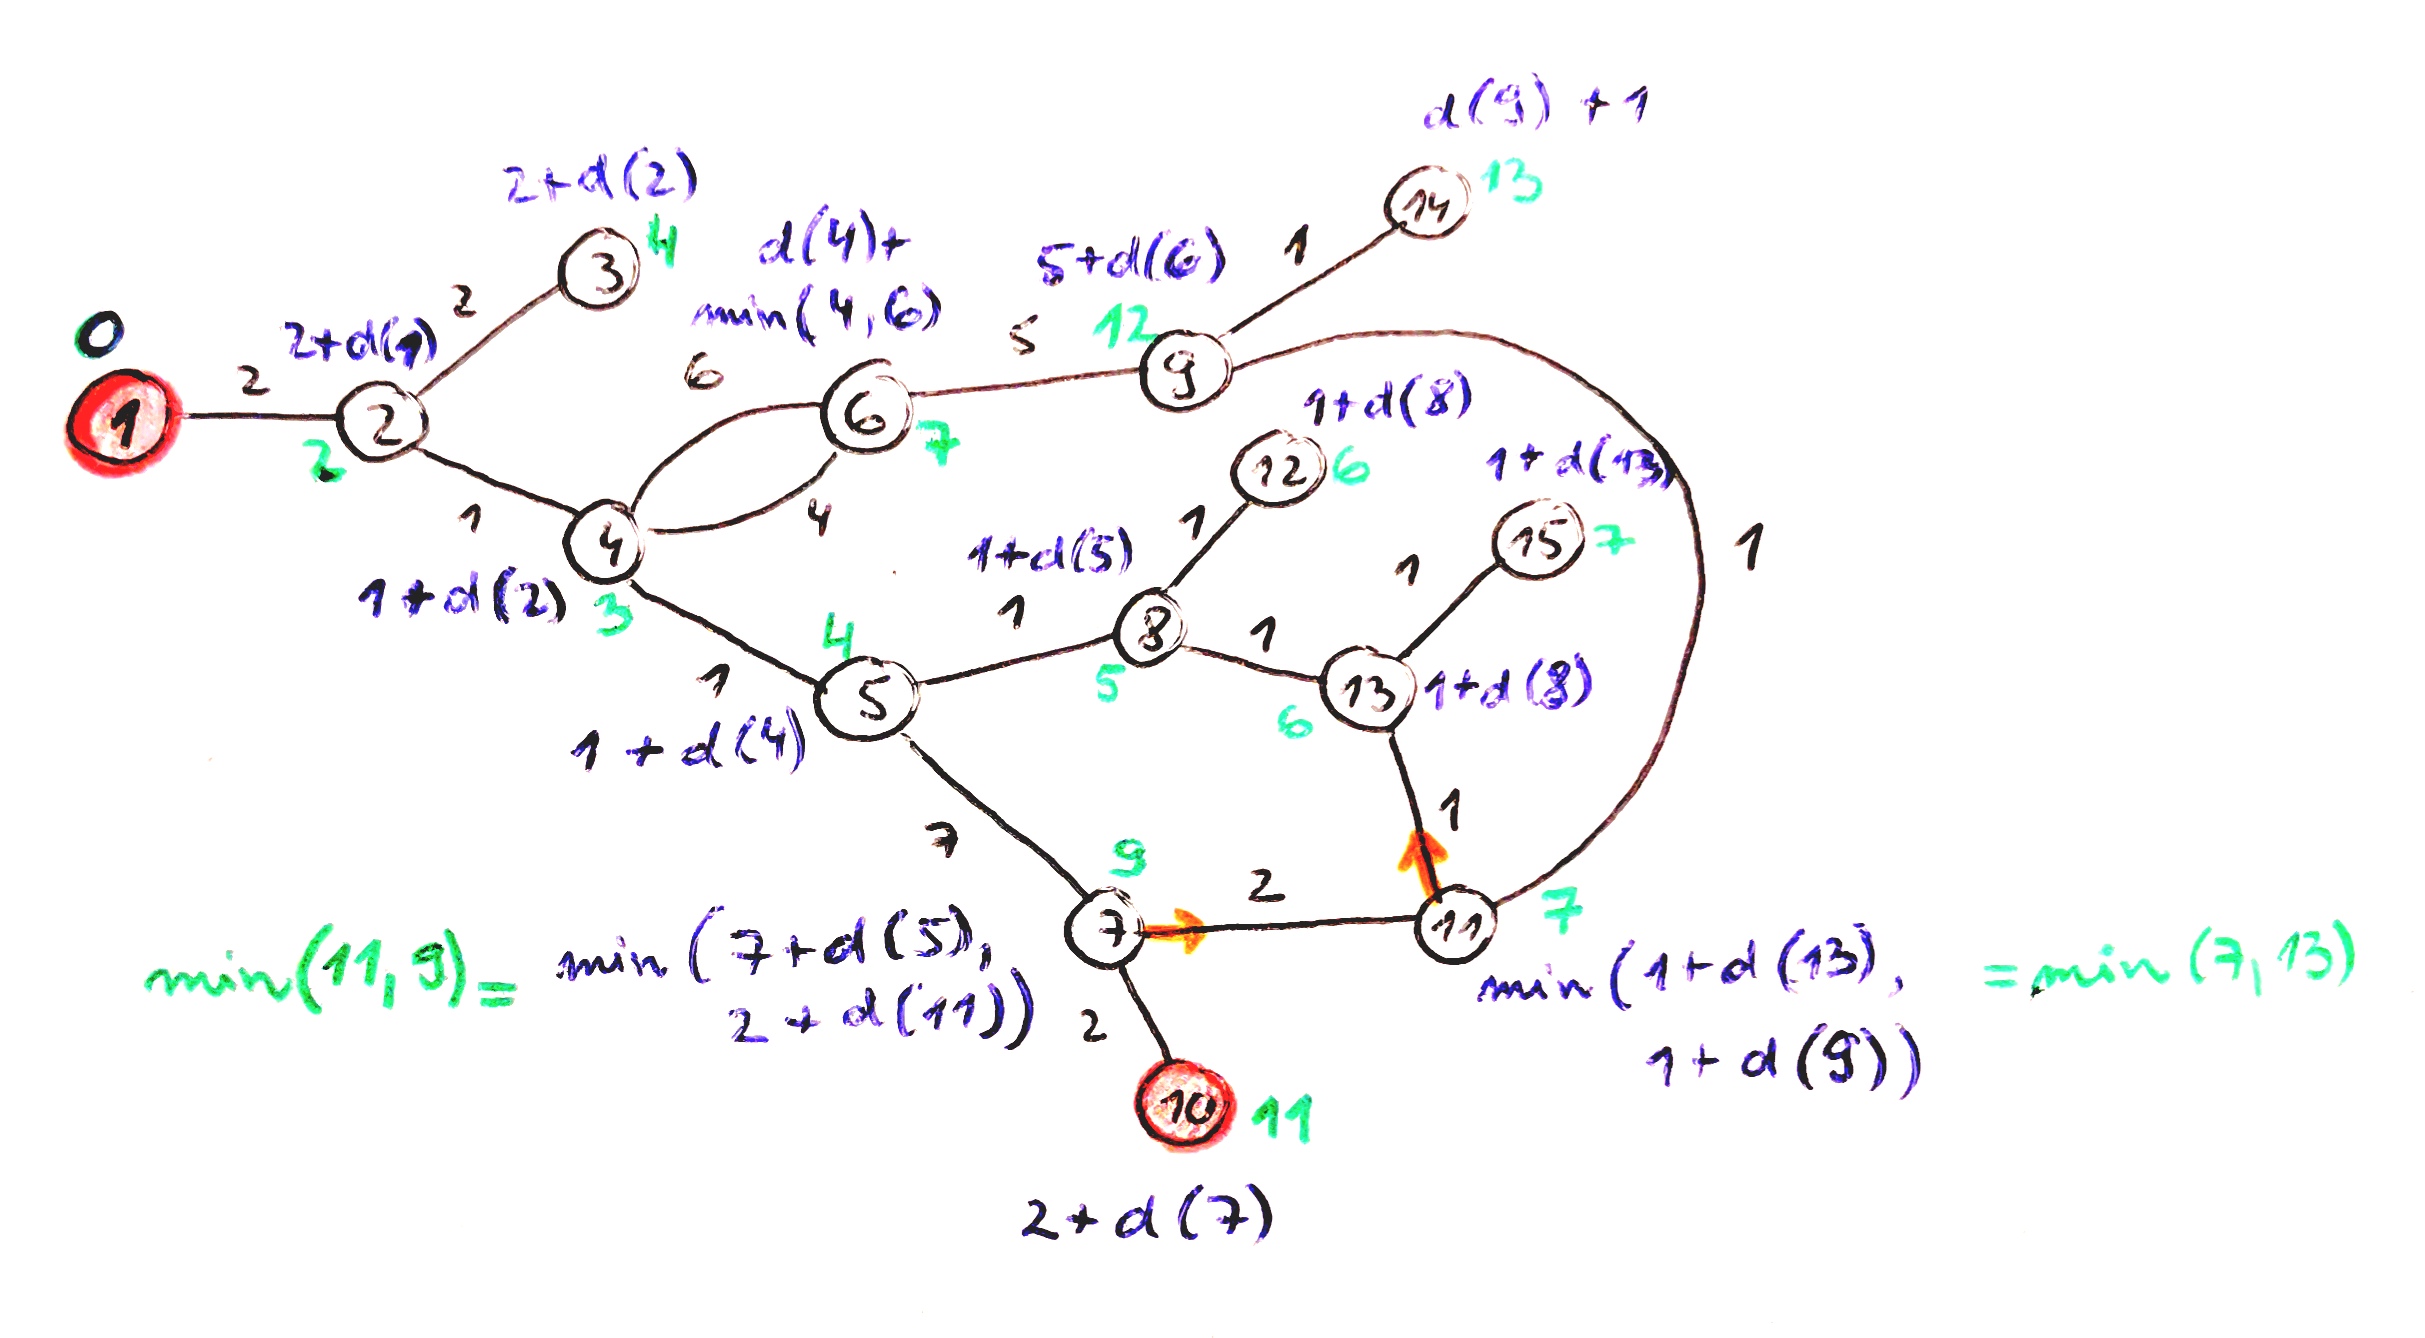 d(9) + 1
14
13
1
2+d(2)
3
4
2
d(4)+
min(4,6)
6
6
7
4
5
5+d(6)
12
9
0
1
2
2+d(1)
2
2
1
4
1+d(2)
3
1+d(8)
12
6
1
1+d(13)
15
7
1
1
1+d(5)
1
8
5
1
13
1+d(8)
6
4
5
1
1 + d(4)
7
9
7
2
1
11
7
min(11,9)=
min(7+d(5),
2+d(11))
min(1+d(13),
1+d(9))
=min(7,13)
2
10
11
2+d(7)